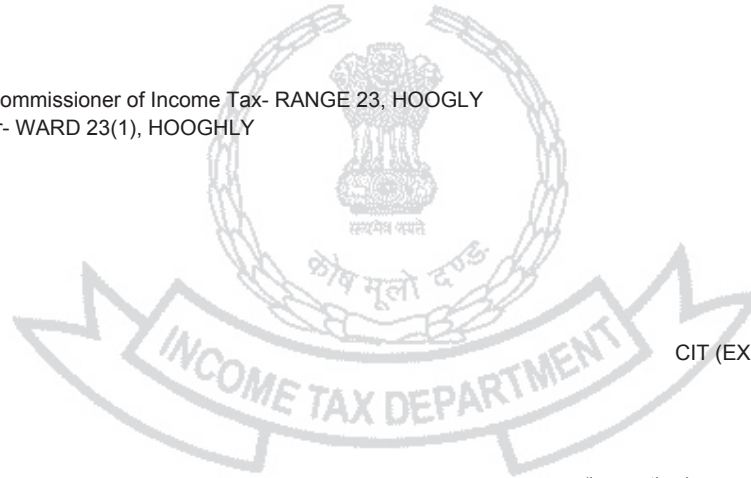 ommissioner of Income Tax- RANGE 23, HOOGLY
r- WARD 23(1), HOOGHLY
सत्यमेव जयते
कोष मूलो दण्डः
INCOME TAX DEPARTMENT
CIT (EX